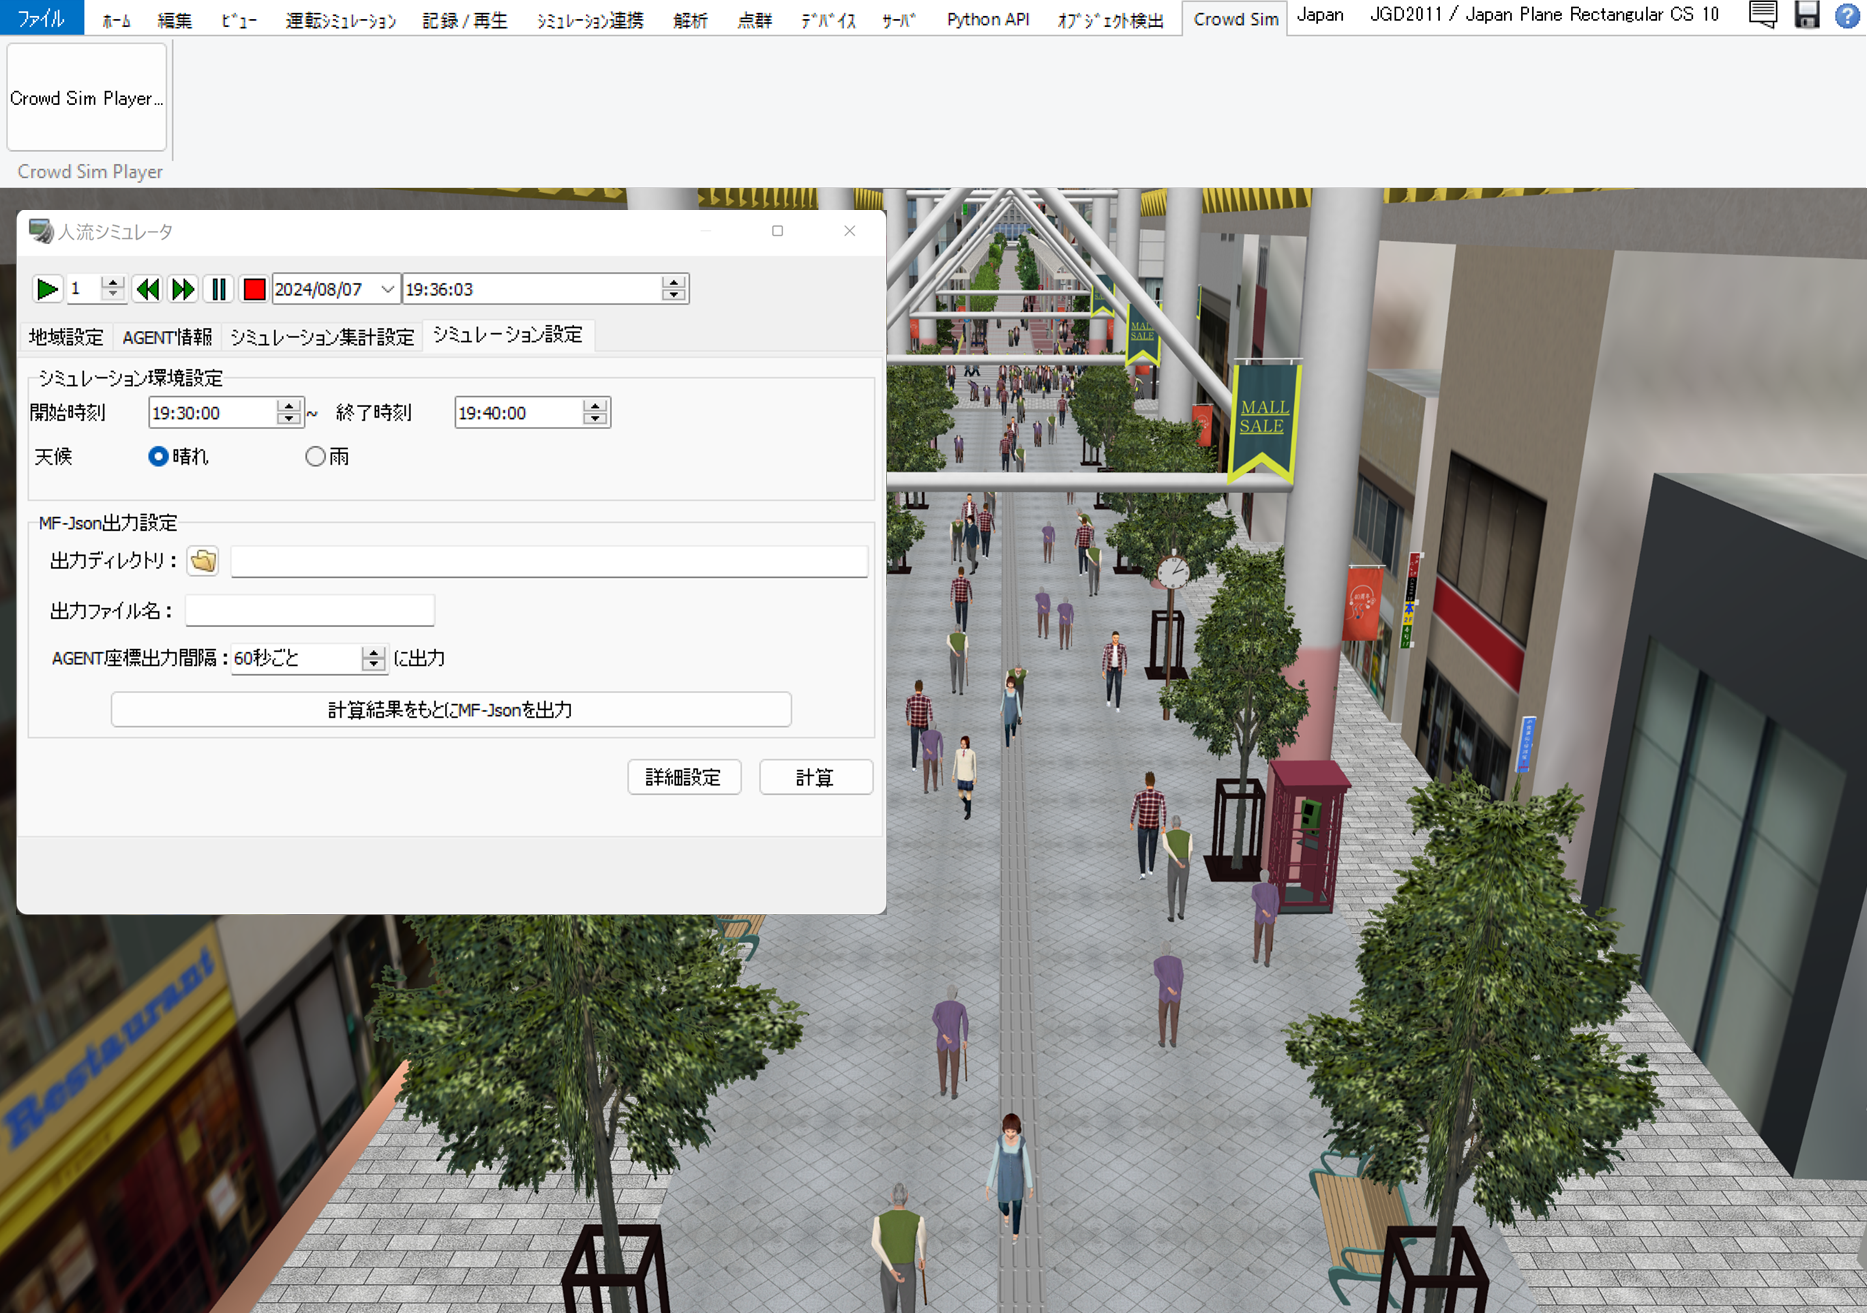 ファイル ﾎｰﾑ 編集 ﾋﾞｭｰ 運転ｼﾐｭﾚｰｼｮﾝ 記録 / 再生 ｼﾐｭﾚｰｼｮﾝ連携 解析 点群 ﾃﾞﾊﾞｲｽ ｻｰﾊﾞ Python API ｵﾌﾞｼﾞｪｸﾄ検出 Crowd Sim Japan JGD2011 / Japan Plane Rectangular CS 10
Crowd Sim Player...
Crowd Sim Player
人流シミュレータ
1 2024/08/07 19:36:03
地域設定 AGENT情報 シミュレーション集計設定 シミュレーション設定
シミュレーション環境設定
開始時刻 19:30:00 ~ 終了時刻 19:40:00
天候 晴れ 雨
MF-Json出力設定
出力ディレクトリ：
出力ファイル名：
AGENT座標出力間隔： 60秒ごと に出力
計算結果をもとにMF-Jsonを出力
詳細設定 計算
MALL
SALE
MALL
SALE
Restaurant